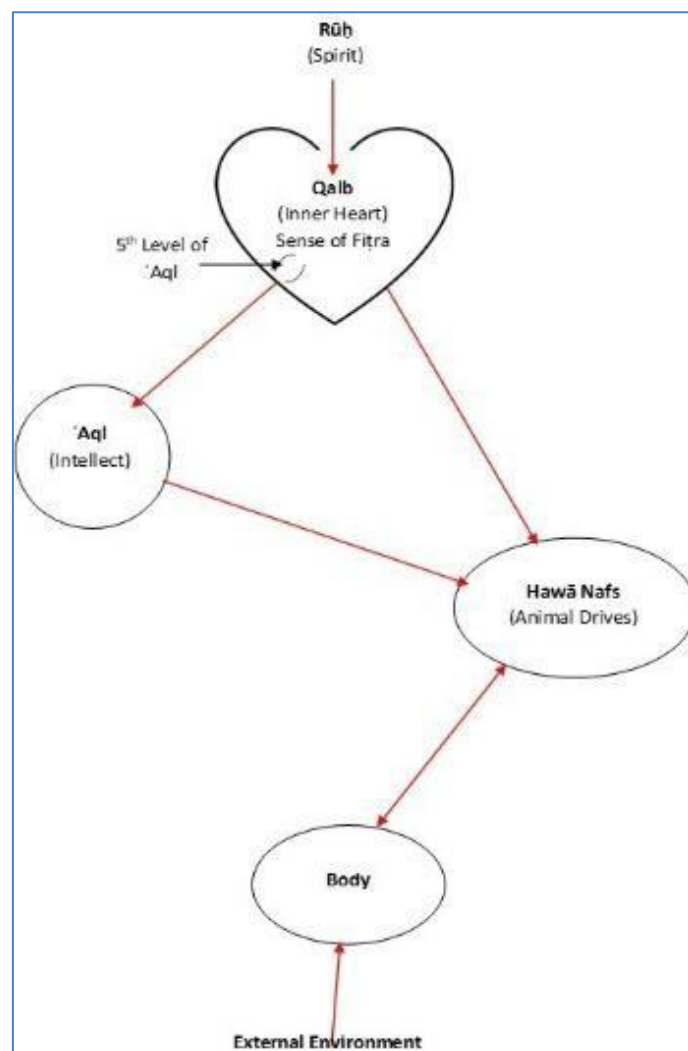 Rūḥ
(Spirit)
Qalb
(Inner Heart)
Sense of Fiṭra
5th Level of
ʿAql
ʿAql
(Intellect)
Hawā Nafs
(Animal Drives)
Body
External Environment